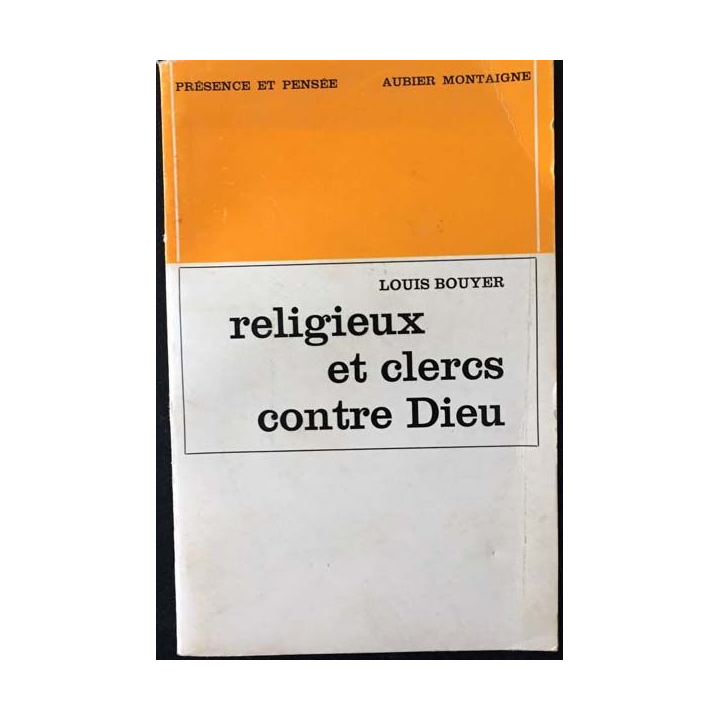 PRÉSENCE ET PENSÉE AUBIER MONTAIGNE
LOUIS BOUYER
religieux
et clercs
contre Dieu